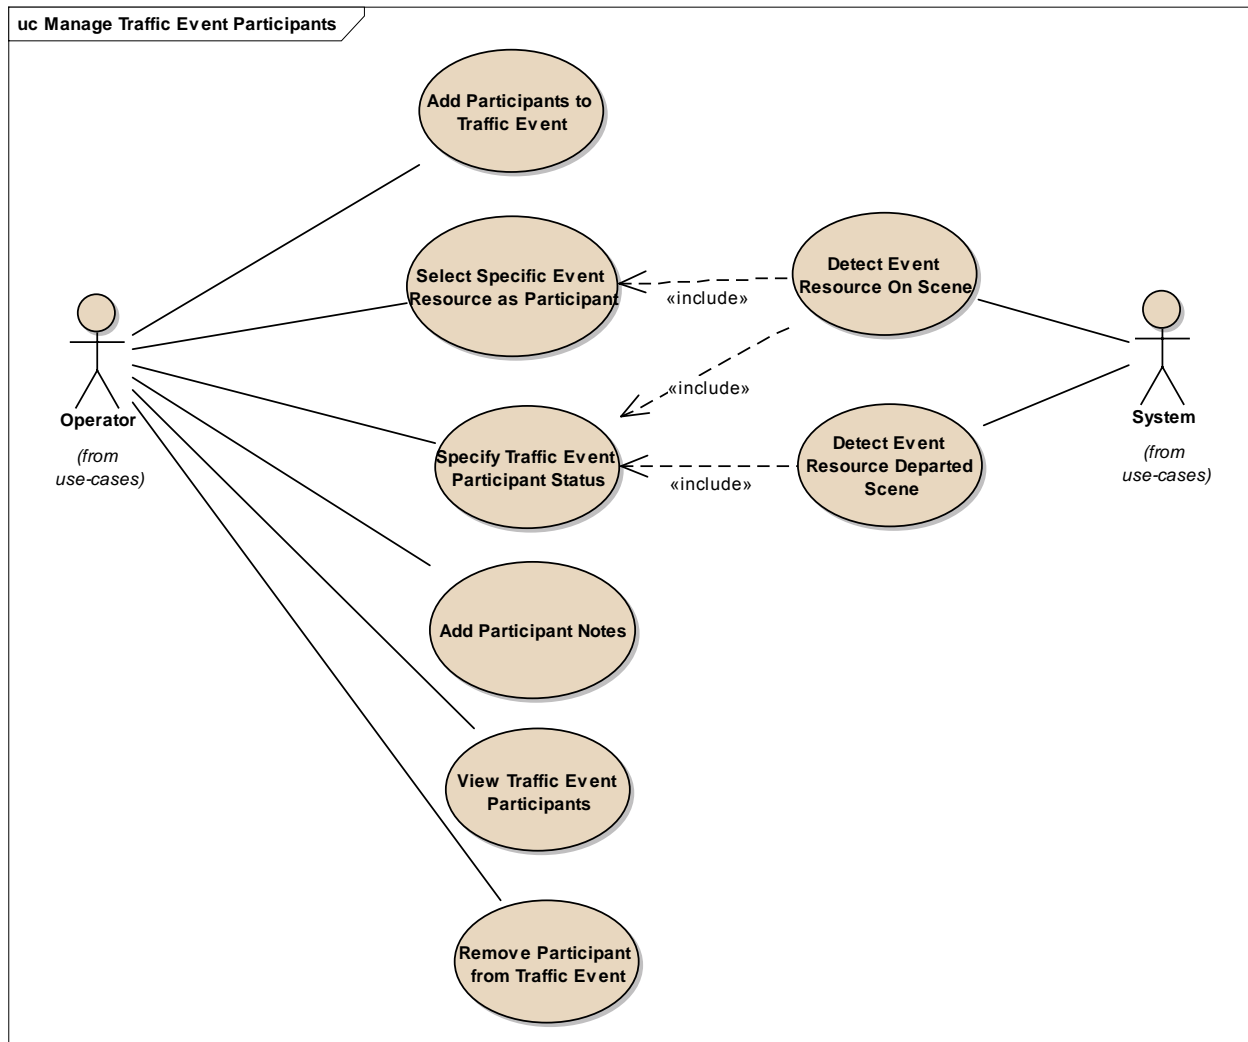 uc Manage Traffic Event Participants
Add Participants to
Traffic Event
Select Specific Event
Resource as Participant
Detect Event
Resource On Scene
«include»
«include»
Operator
(from
use-cases)
System
(from
use-cases)
Specify Traffic Event
Participant Status
Detect Event
Resource Departed
Scene
«include»
Add Participant Notes
View Traffic Event
Participants
Remove Participant
from Traffic Event